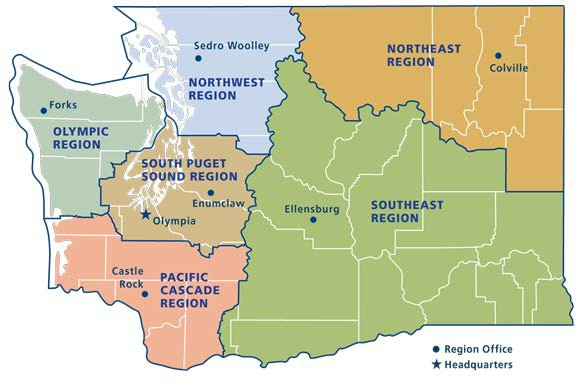 Sedro Woolley
NORTHWEST
REGION
NORTHEAST
REGION
Colville
Forks
OLYMPIC
REGION
SOUTH PUGET
SOUND REGION
Enumclaw
Olympia
Ellensburg
SOUTHEAST
REGION
Castle
Rock
PACIFIC
CASCADE
REGION
Region Office
Headquarters